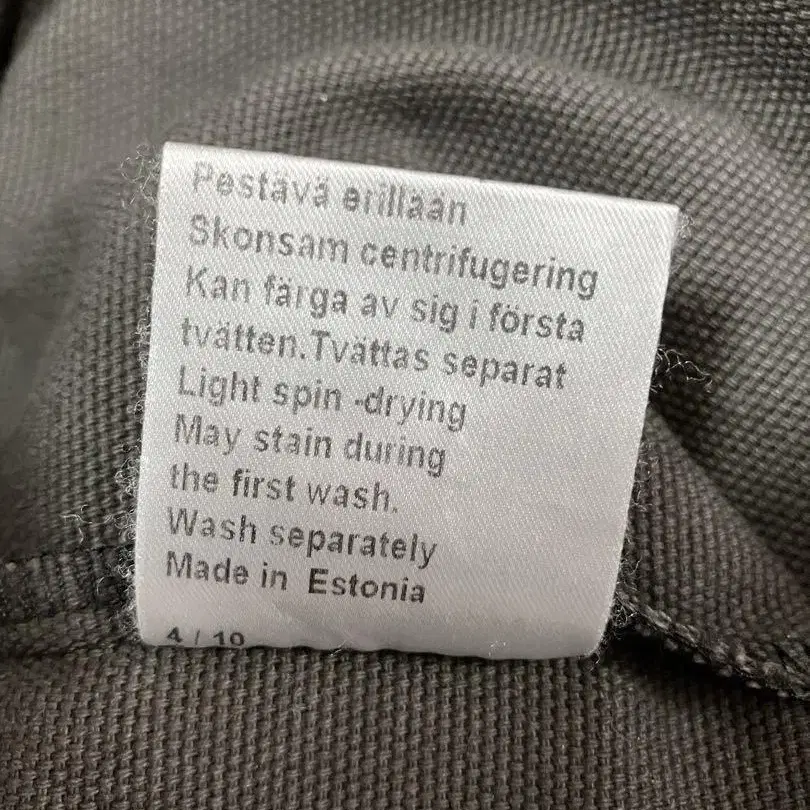 Pestävä erillään
Skonsam centrifugering
Kan färga av sig i första
tvätten.Tvättas separat
Light spin -drying
May stain during
the first wash.
Wash separately
Made in Estonia
4 / 10